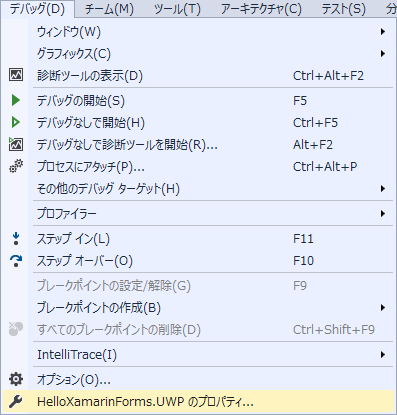 デバッグ(D) チーム(M) ツール(T) アーキテクチャ(C) テスト(S) 分
ウィンドウ(W)
グラフィックス(C)
診断ツールの表示(D) Ctrl+Alt+F2
デバッグの開始(S) F5
デバッグなしで開始(H) Ctrl+F5
デバッグなしで診断ツールを開始(R)... Alt+F2
プロセスにアタッチ(P)... Ctrl+Alt+P
その他のデバッグ ターゲット(H)
プロファイラー
ステップ イン(L) F11
ステップ オーバー(O) F10
ブレークポイントの設定/解除(G) F9
ブレークポイントの作成(B)
すべてのブレークポイントの削除(D) Ctrl+Shift+F9
IntelliTrace(I)
オプション(O)...
HelloXamarinForms.UWP のプロパティ...